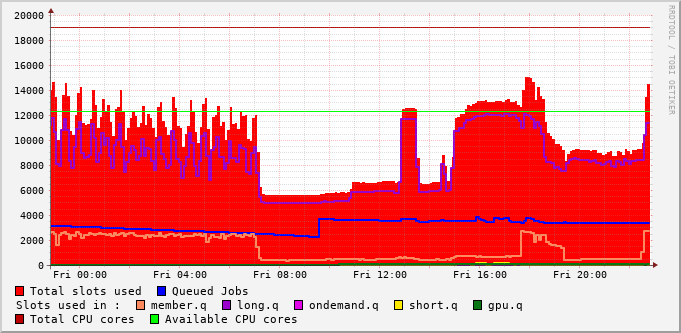 20000
18000
16000
14000
12000
10000
8000
6000
4000
2000
0
Fri 00:00 Fri 04:00 Fri 08:00 Fri 12:00 Fri 16:00 Fri 20:00
RRDTOOL / TOBI OETIKER
Total slots used Queued Jobs
Slots used in : member.q long.q ondemand.q short.q gpu.q
Total CPU cores Available CPU cores